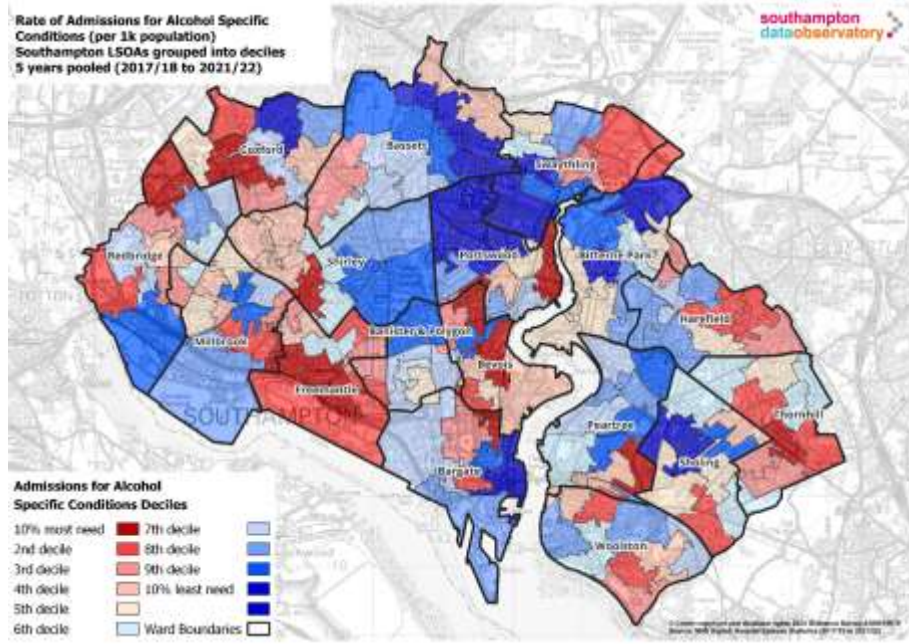 Rate of Admissions for Alcohol Specific
Conditions (per 1k population)
Southampton LSOAs grouped into deciles
5 years pooled (2017/18 to 2021/22)
southampton
dataobservatory
Coxford
Bassett
Swaythling
Redbridge
Shirley
Portswood
Bitterne Park
Millbrook
Banister & Polygon
Harefield
Bevois
Freemantle
SOUTHAMPTON
Thornhill
Peartree
Sholing
Bargate
Woolston
Admissions for Alcohol
Specific Conditions Deciles
10% most need
2nd decile
3rd decile
4th decile
5th decile
6th decile
7th decile
8th decile
9th decile
10% least need
Ward Boundaries